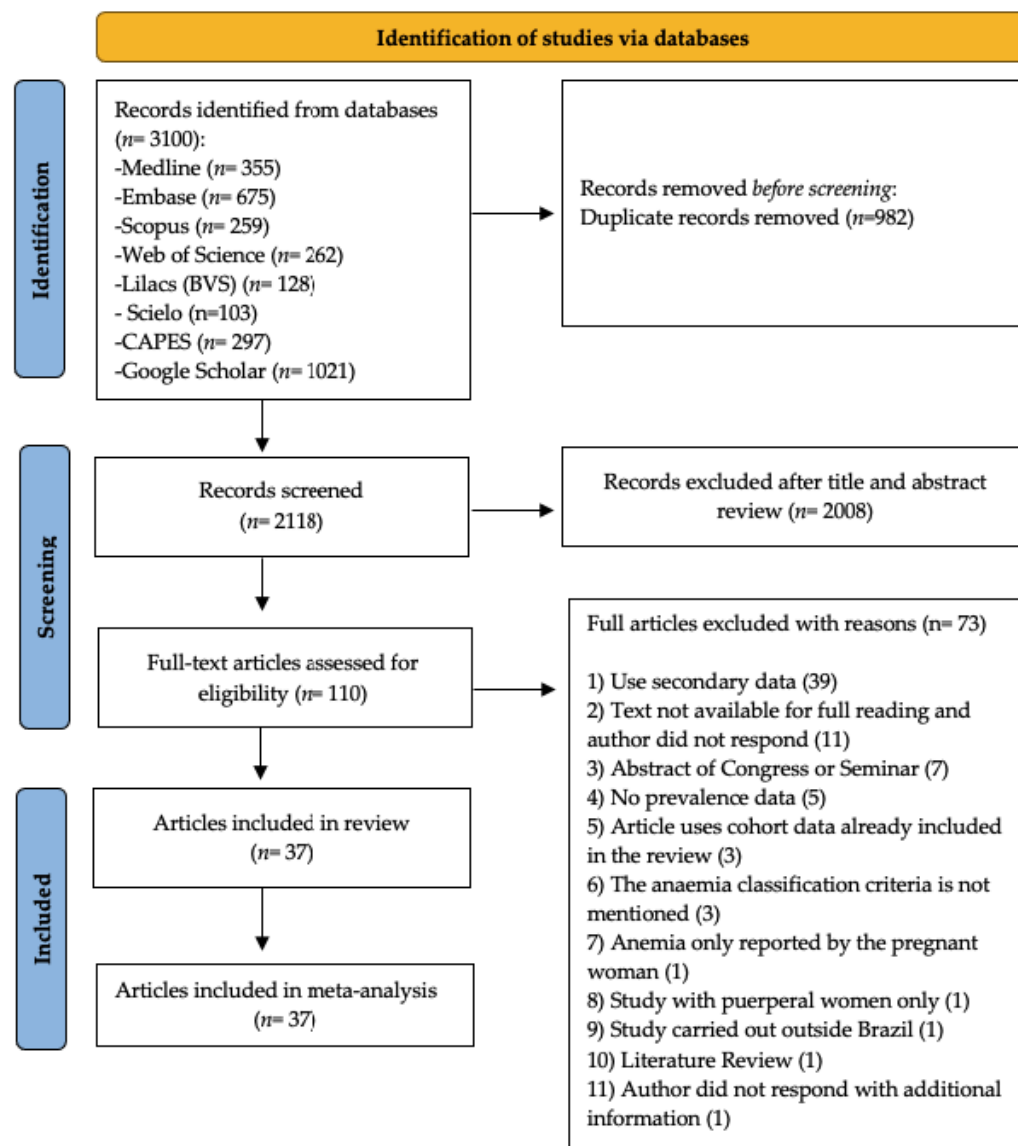 Identification of studies via databases
Identification
Records identified from databases
(n= 3100):
-Medline (n= 355)
-Embase (n= 675)
-Scopus (n= 259)
-Web of Science (n= 262)
-Lilacs (BVS) (n= 128)
- Scielo (n=103)
-CAPES (n= 297)
-Google Scholar (n= 1021)
Records removed before screening:
Duplicate records removed (n=982)
Screening
Records screened
(n= 2118)
Records excluded after title and abstract
review (n= 2008)
Full-text articles assessed for
eligibility (n= 110)
Full articles excluded with reasons (n= 73)
1) Use secondary data (39)
2) Text not available for full reading and
author did not respond (11)
3) Abstract of Congress or Seminar (7)
4) No prevalence data (5)
5) Article uses cohort data already included
in the review (3)
6) The anaemia classification criteria is not
mentioned (3)
7) Anemia only reported by the pregnant
woman (1)
8) Study with puerperal women only (1)
9) Study carried out outside Brazil (1)
10) Literature Review (1)
11) Author did not respond with additional
information (1)
Included
Articles included in review
(n= 37)
Articles included in meta-analysis
(n= 37)